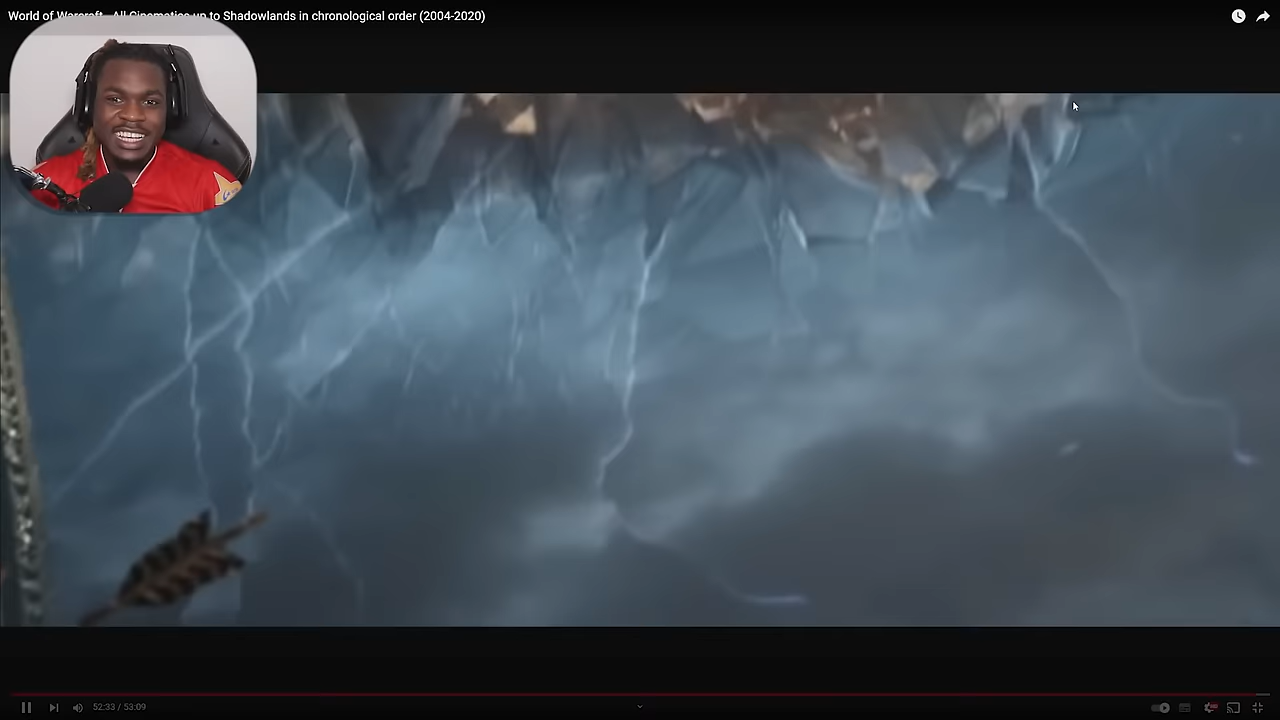 World of Warcraft - All Cinematics up to Shadowlands in chronological order (2004-2020)
52:33 / 53:09